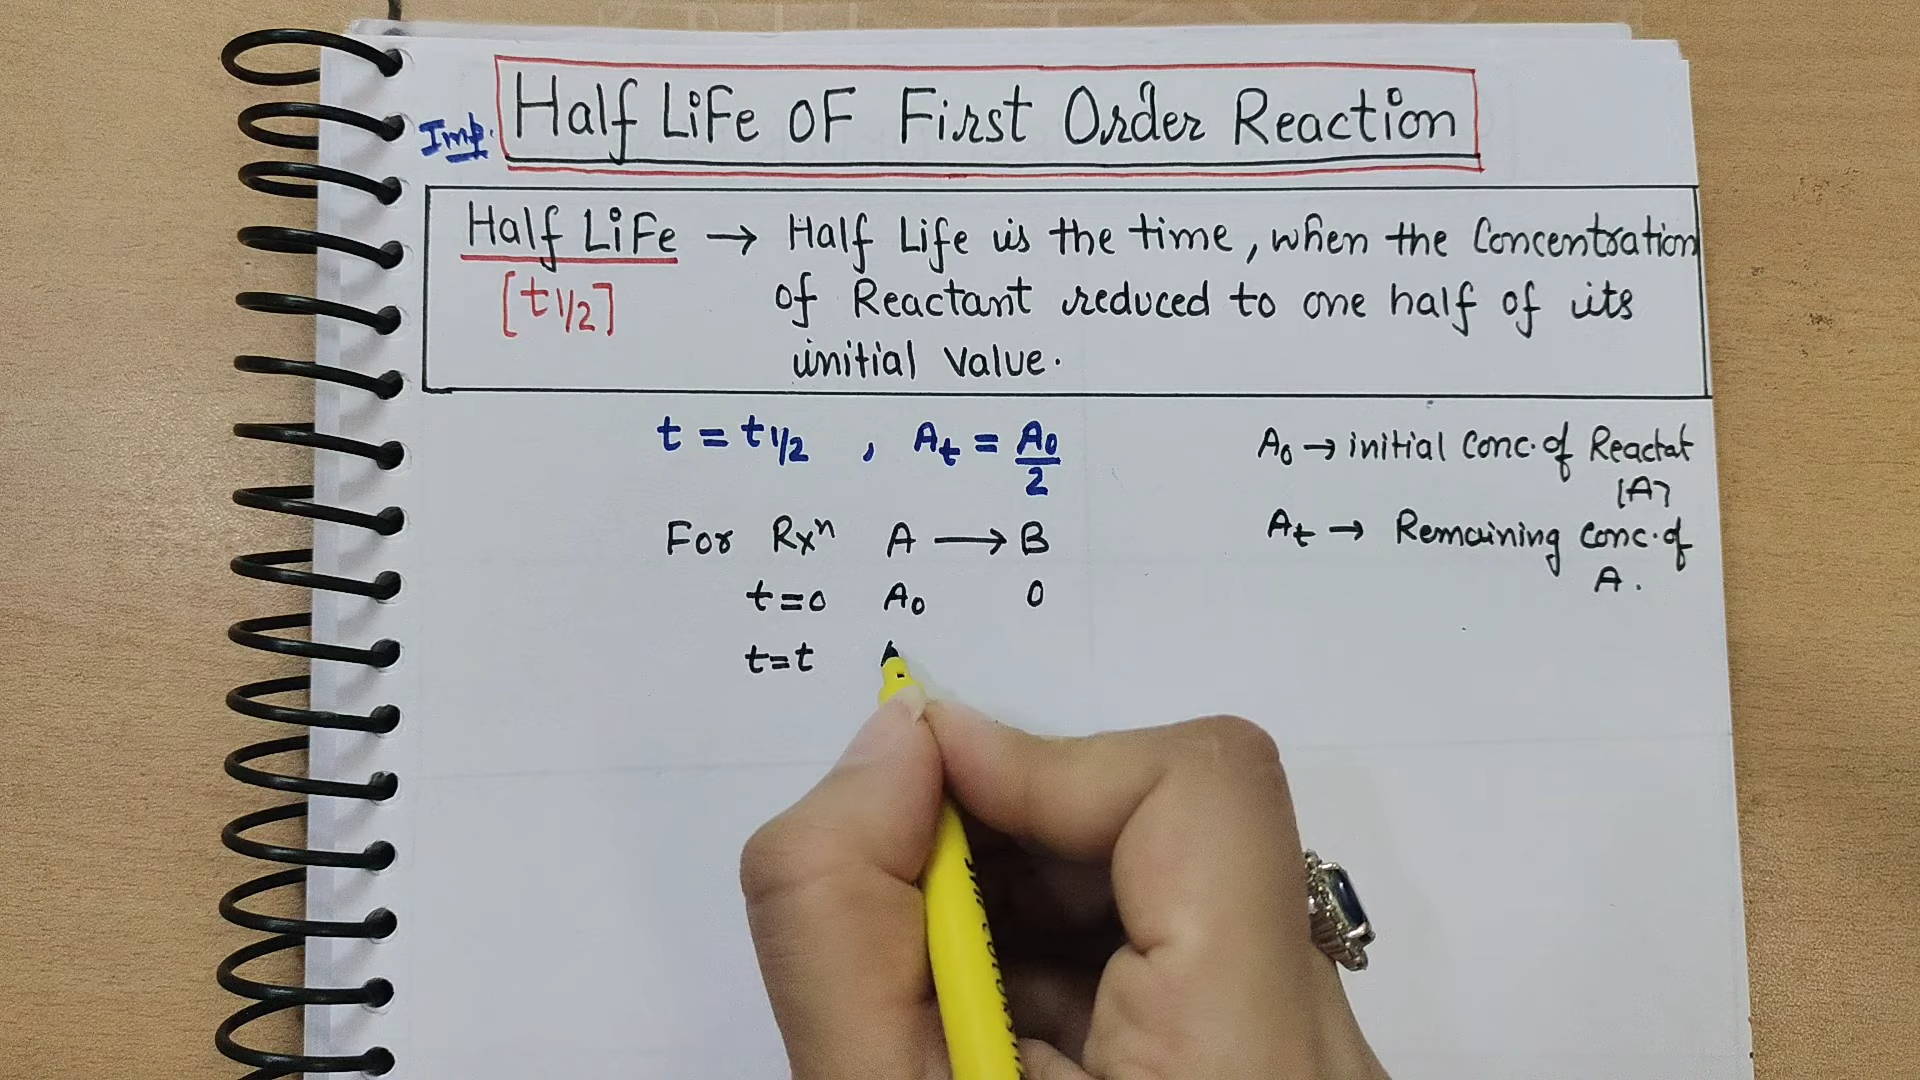 Half LiFe OF First Order Reaction
Imp.
Half LiFe → Half Life is the time, when the Concentration
[t1/2] of Reactant reduced to one half of its
initial value.
t = t1/2 , At = A0/2
A0 → initial Conc. of Reactat
[A]
For Rxn A → B
At → Remaining Conc. of
A.
t=0 A0 0
t=t